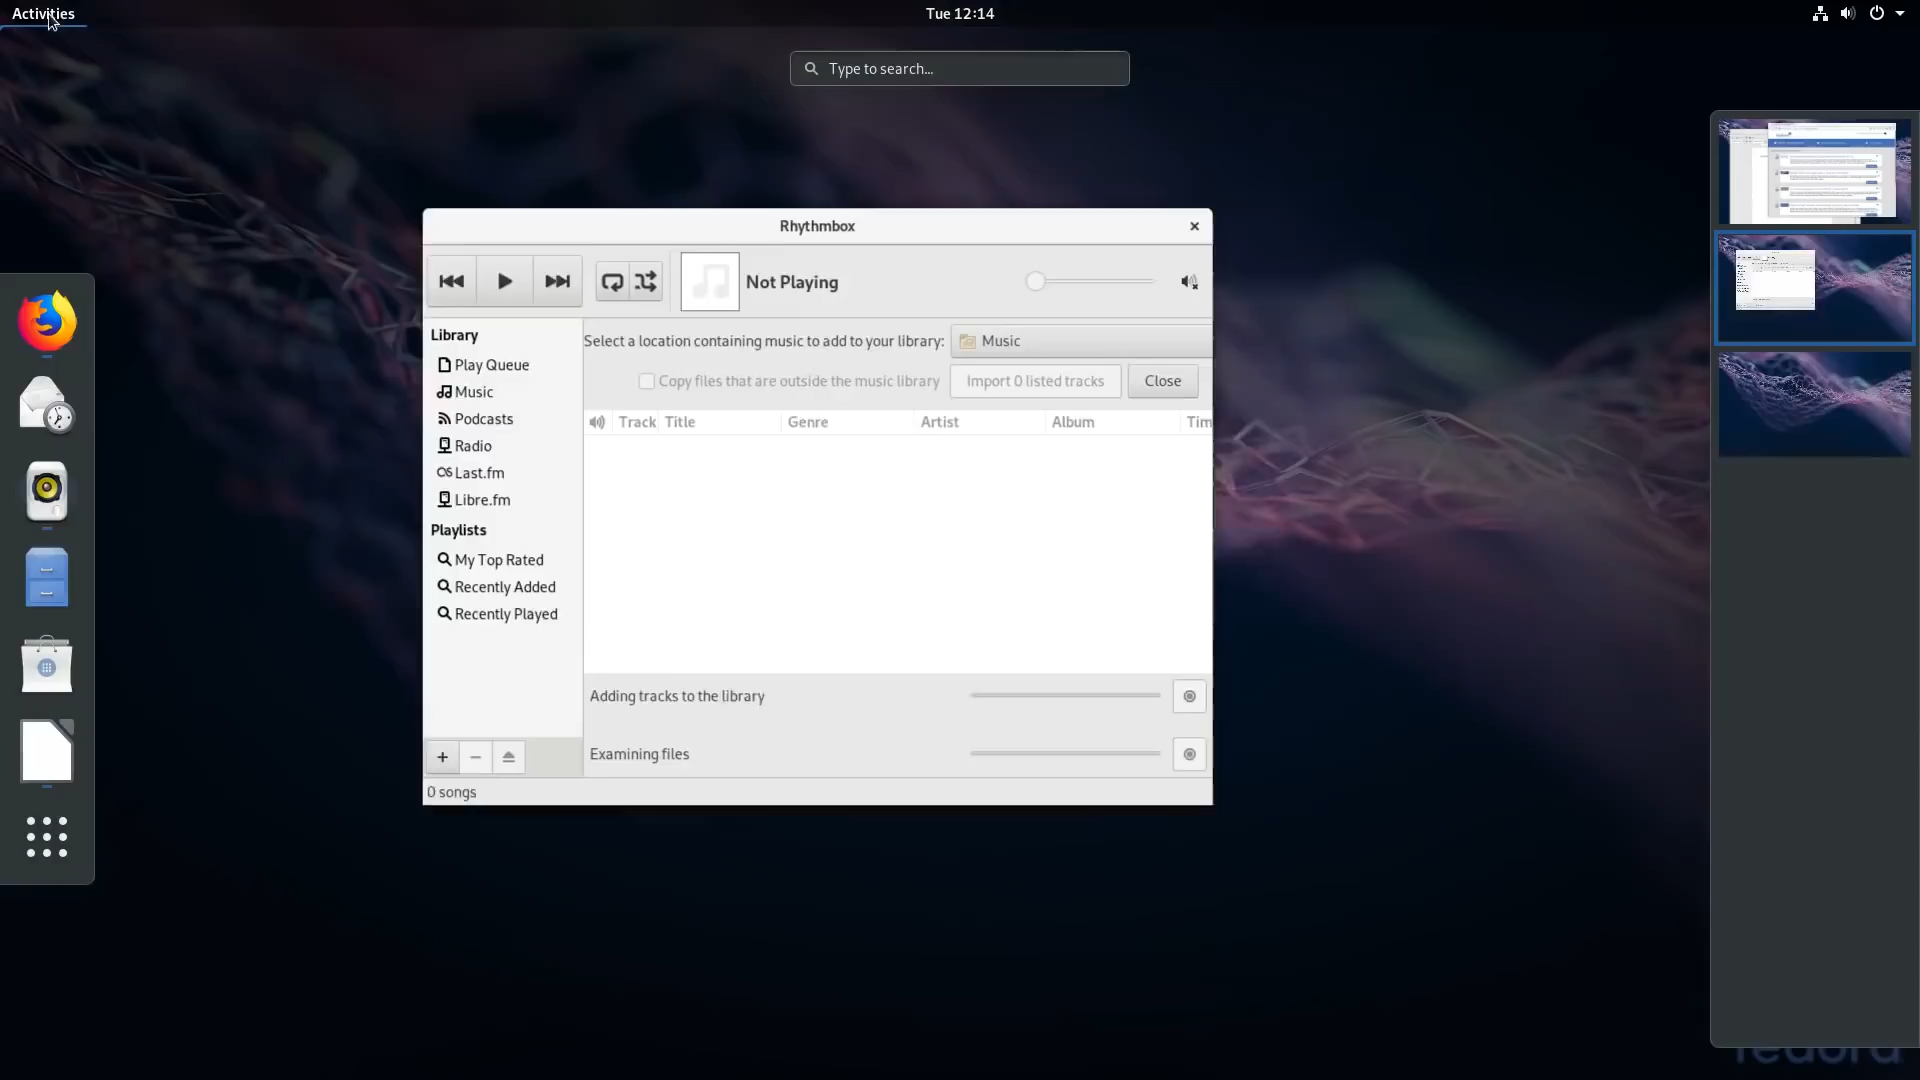 Activities
Tue 12:14
Type to search...
Rhythmbox
Not Playing
Library
Play Queue
Music
Podcasts
Radio
Last.fm
Libre.fm
Playlists
My Top Rated
Recently Added
Recently Played
Select a location containing music to add to your library:
Music
Copy files that are outside the music library
Import 0 listed tracks
Close
Track
Title
Genre
Artist
Album
Tim
Adding tracks to the library
Examining files
0 songs
fedora